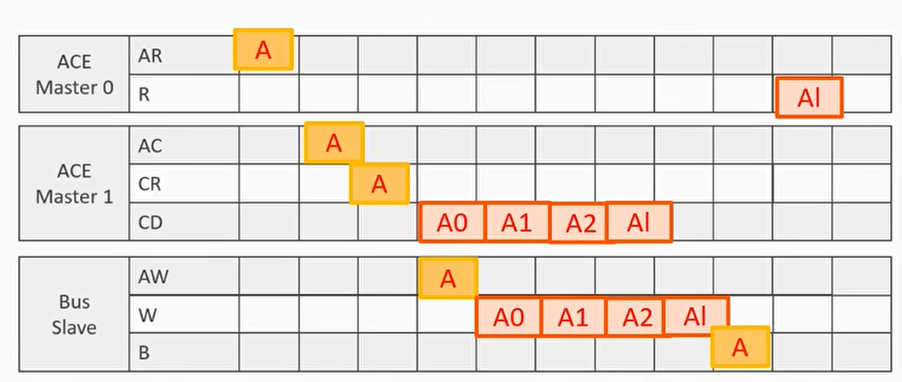 ACE Master 0
AR A
R Al
ACE Master 1
AC A
CR A
CD A0 A1 A2 Al
Bus Slave
AW A
W A0 A1 A2 Al
B A